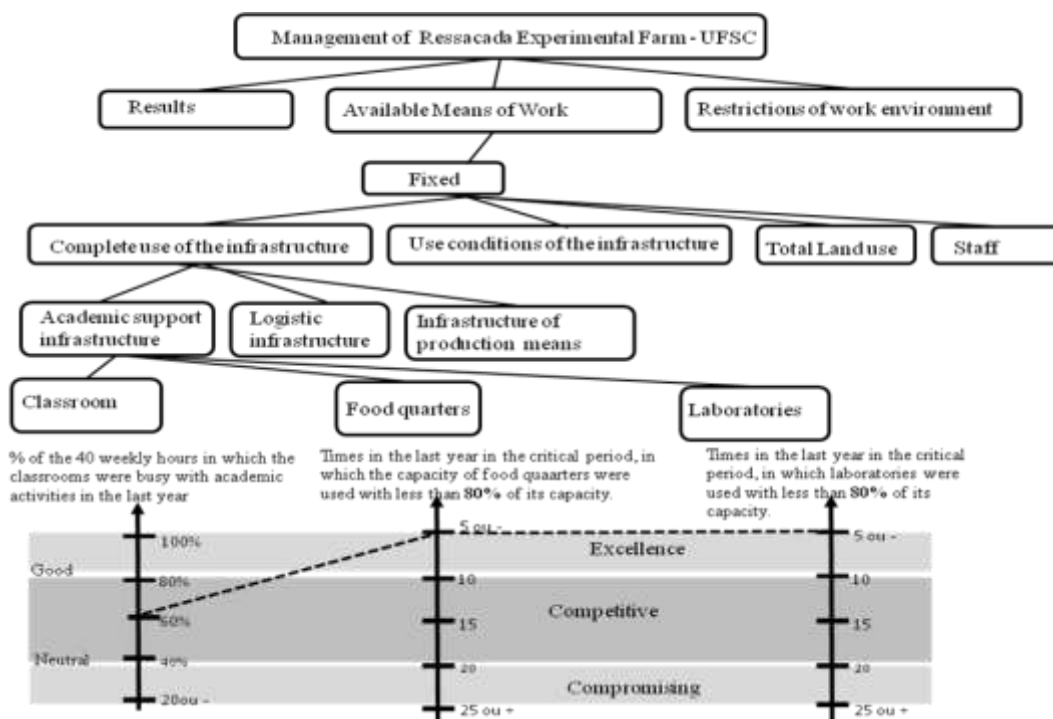 Management of Ressacada Experimental Farm - UFSC
Results
Available Means of Work
Restrictions of work environment
Fixed
Complete use of the infrastructure
Use conditions of the infrastructure
Total Land use
Staff
Academic support
infrastructure
Logistic
infrastructure
Infrastructure of
production means
Classroom
Food quarters
Laboratories
% of the 40 weekly hours in which the
classrooms were busy with academic
activities in the last year
Times in the last year in the critical period, in
which the capacity of food quaarters were
used with less than 80% of its capacity.
Times in the last year in the critical
period, in which laboratories were
used with less than 80% of its
capacity.
100%
Good
80%
60%
Neutral
40%
20ou -
5 ou -
10
15
20
25 ou +
Excellence
Competitive
Compromising
5 ou -
10
15
20
25 ou +